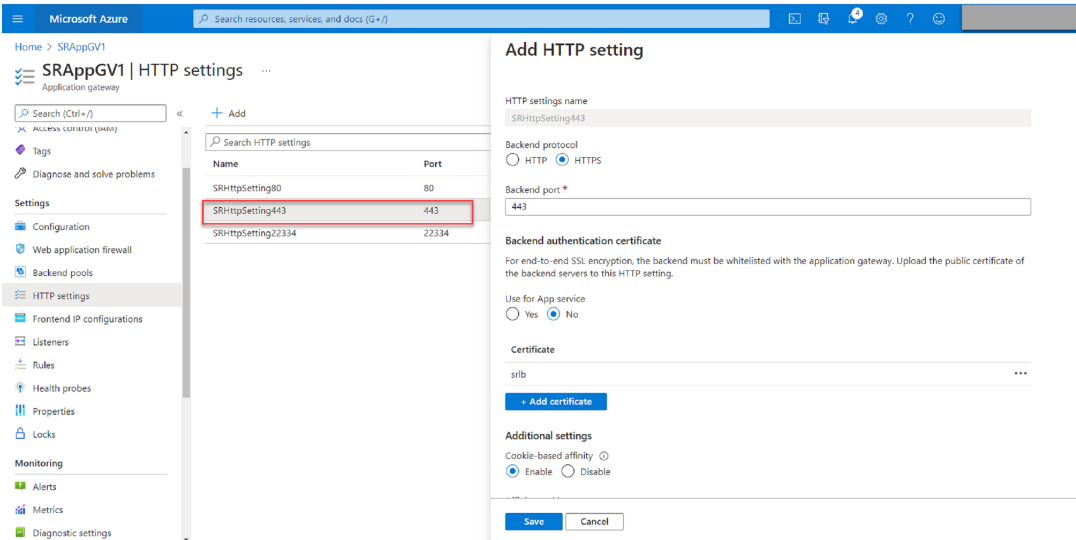 Microsoft Azure
Search resources, services, and docs (G+/)
4
Home > SRAppGV1
SRAppGV1 | HTTP settings ...
Application gateway
Search (Ctrl+/)
«
Access control (IAM)
Tags
Diagnose and solve problems
Settings
Configuration
Web application firewall
Backend pools
HTTP settings
Frontend IP configurations
Listeners
Rules
Health probes
Properties
Locks
Monitoring
Alerts
Metrics
Diagnostic settings
+ Add
Search HTTP settings
Name Port
SRHttpSetting80 80
SRHttpSetting443 443
SRHttpSetting22334 22334
Add HTTP setting
HTTP settings name
SRHttpSetting443
Backend protocol
HTTP HTTPS
Backend port *
443
Backend authentication certificate
For end-to-end SSL encryption, the backend must be whitelisted with the application gateway. Upload the public certificate of
the backend servers to this HTTP setting.
Use for App service
Yes No
Certificate
srlb ...
+ Add certificate
Additional settings
Cookie-based affinity
Enable Disable
Save Cancel